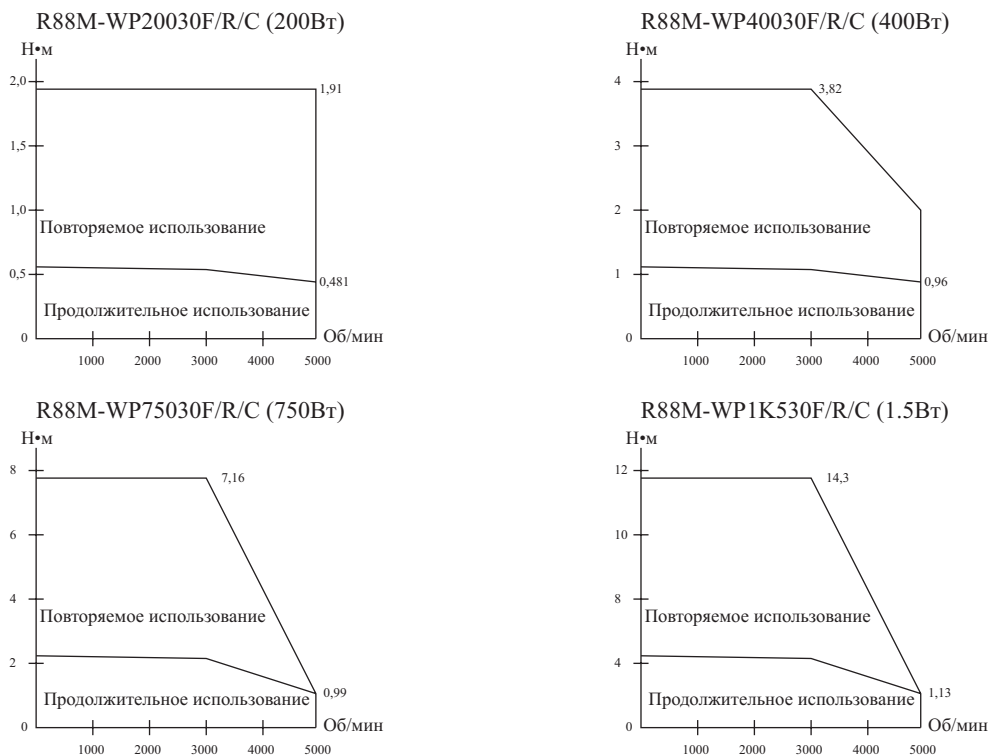 R88M-WP20030F/R/C (200Вт)
Н•м
2,0
1,91
1,5
1,0
Повторяемое использование
0,5
0,481
Продолжительное использование
0
Об/мин
1000 2000 3000 4000 5000
R88M-WP40030F/R/C (400Вт)
Н•м
4
3,82
3
2
Повторяемое использование
1
0,96
Продолжительное использование
0
Об/мин
1000 2000 3000 4000 5000
R88M-WP75030F/R/C (750Вт)
Н•м
8
7,16
6
4
Повторяемое использование
2
0,99
Продолжительное использование
0
Об/мин
1000 2000 3000 4000 5000
R88M-WP1K530F/R/C (1.5Вт)
Н•м
12
14,3
10
8
Повторяемое использование
4
1,13
Продолжительное использование
0
Об/мин
1000 2000 3000 4000 5000